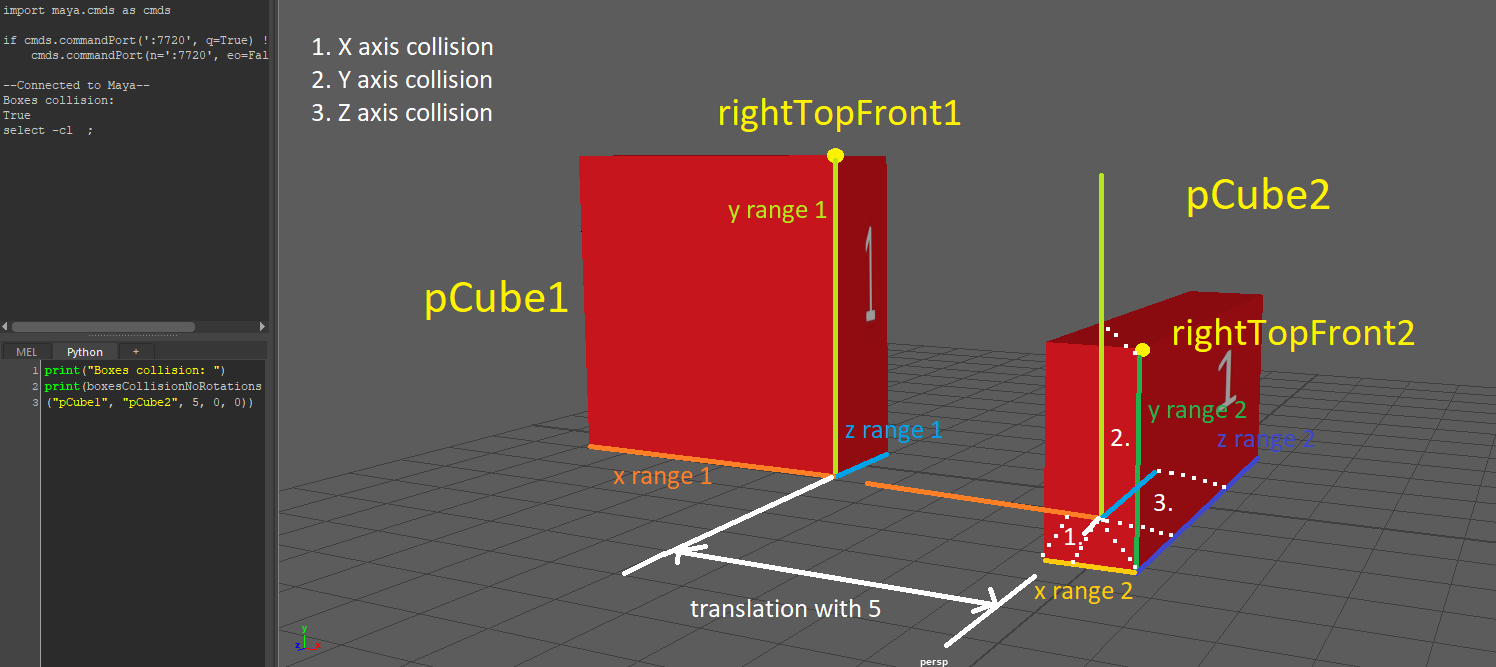 import maya.cmds as cmds
if cmds.commandPort(':7720', q=True) !
cmds.commandPort(n=':7720', eo=Fal
--Connected to Maya--
Boxes collision:
True
select -cl  ;
MEL
Python
+
1 print("Boxes collision: ")
2 print(boxesCollisionNoRotations
3 ("pCube1", "pCube2", 5, 0, 0))
1. X axis collision
2. Y axis collision
3. Z axis collision
rightTopFront1
pCube2
y range 1
1
pCube1
rightTopFront2
1
y range 2
z range 1
2.
z range 2
x range 1
3.
1.
x range 2
translation with 5
y
z
x
persp